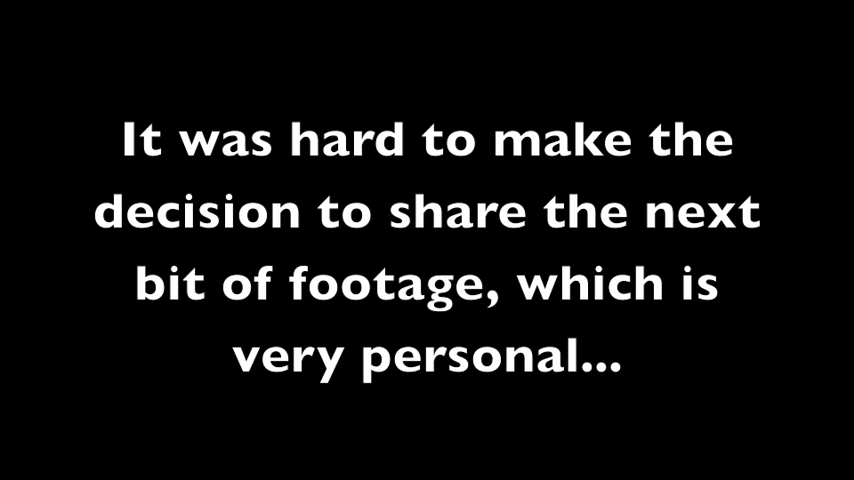 It was hard to make the
decision to share the next
bit of footage, which is
very personal...